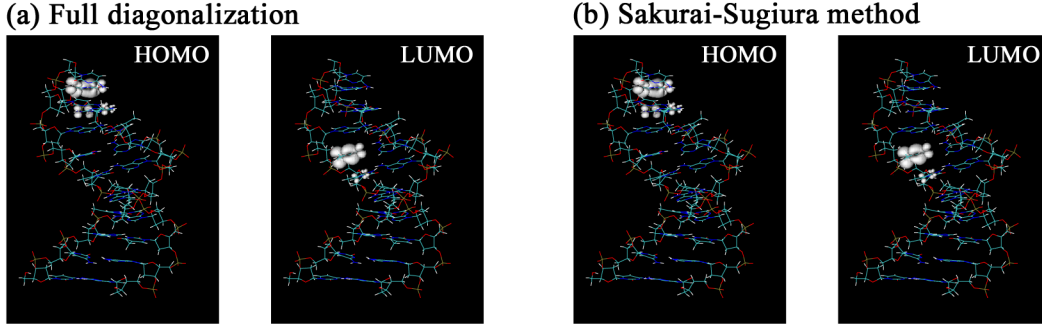 (a) Full diagonalization
HOMO
LUMO
(b) Sakurai-Sugiura method
HOMO
LUMO